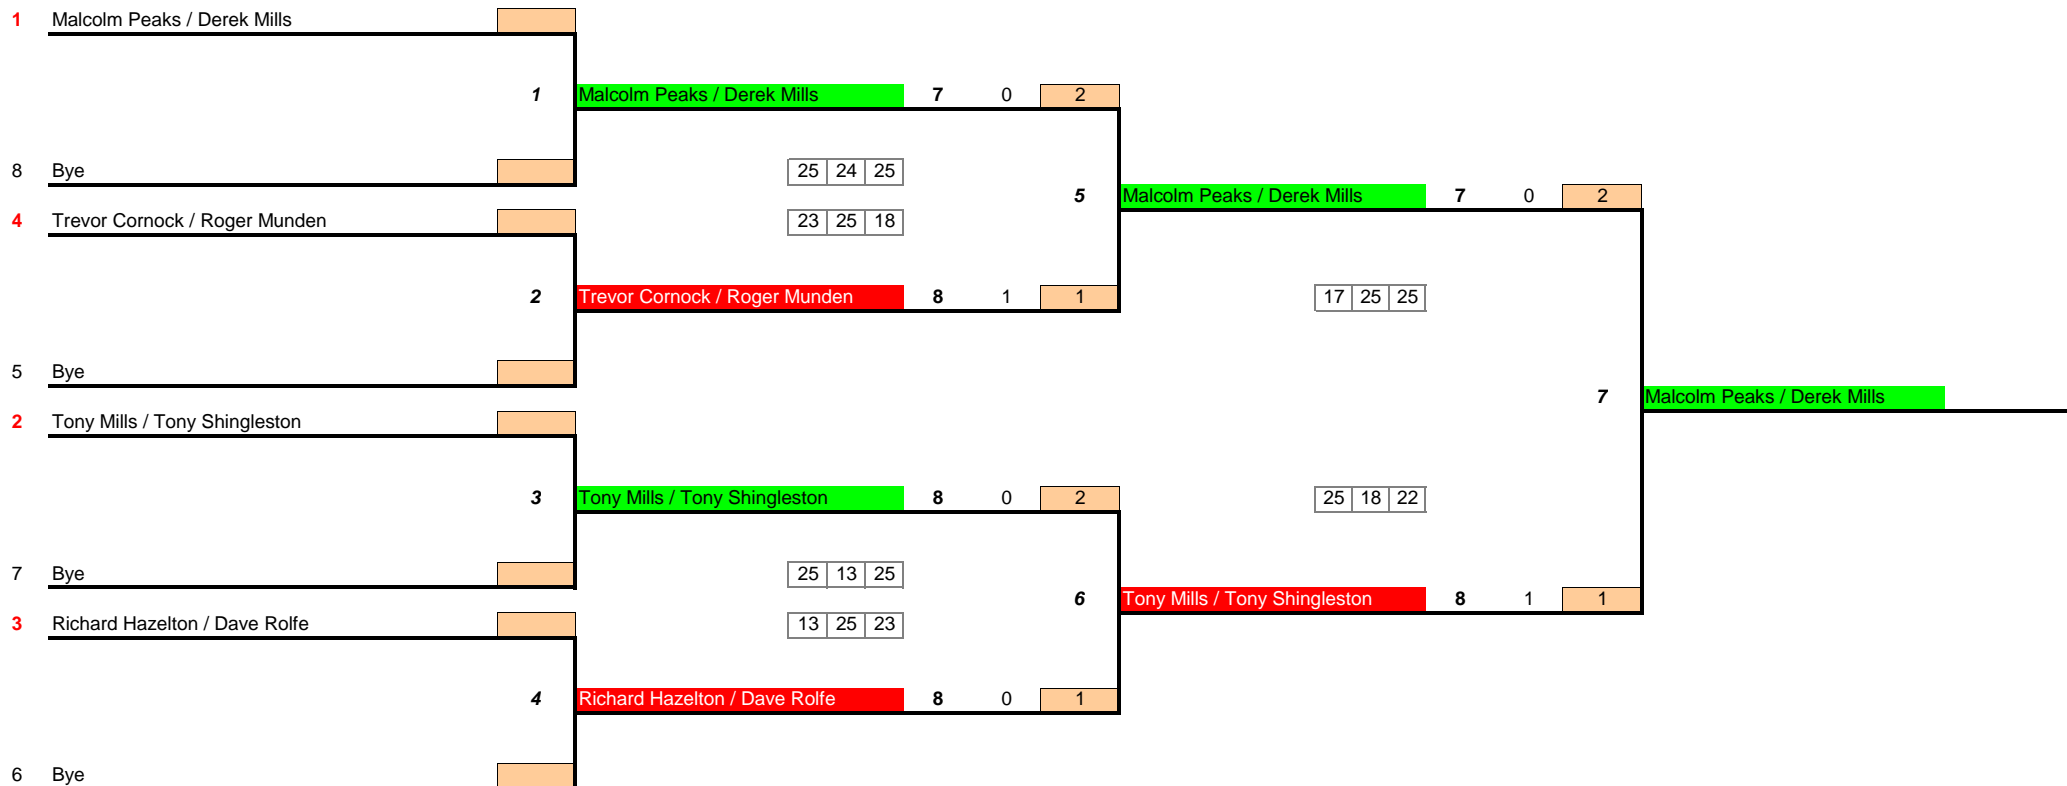 1 Malcolm Peaks / Derek Mills
1 Malcolm Peaks / Derek Mills 7 0 2
8 Bye 25 24 25
5 Malcolm Peaks / Derek Mills 7 0 2
4 Trevor Cornock / Roger Munden 23 25 18
2 Trevor Cornock / Roger Munden 8 1 1 17 25 25
5 Bye
7 Malcolm Peaks / Derek Mills
2 Tony Mills / Tony Shingleston
3 Tony Mills / Tony Shingleston 8 0 2 25 18 22
7 Bye 25 13 25
6 Tony Mills / Tony Shingleston 8 1 1
3 Richard Hazelton / Dave Rolfe 13 25 23
4 Richard Hazelton / Dave Rolfe 8 0 1
6 Bye